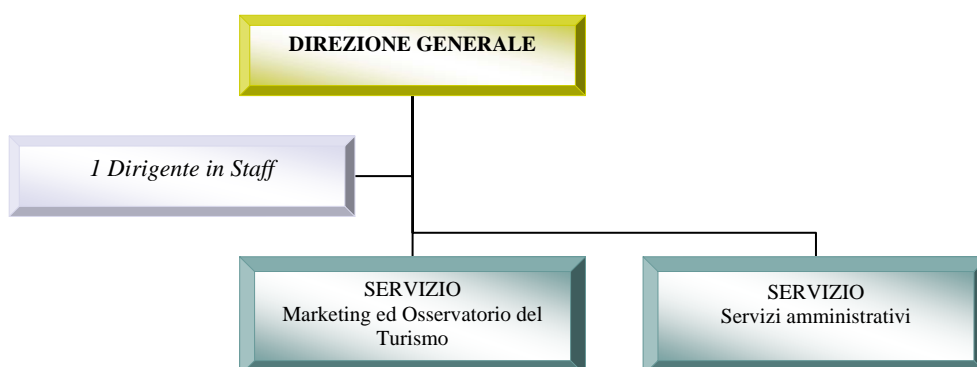 DIREZIONE GENERALE
1 Dirigente in Staff
SERVIZIO
Marketing ed Osservatorio del
Turismo
SERVIZIO
Servizi amministrativi